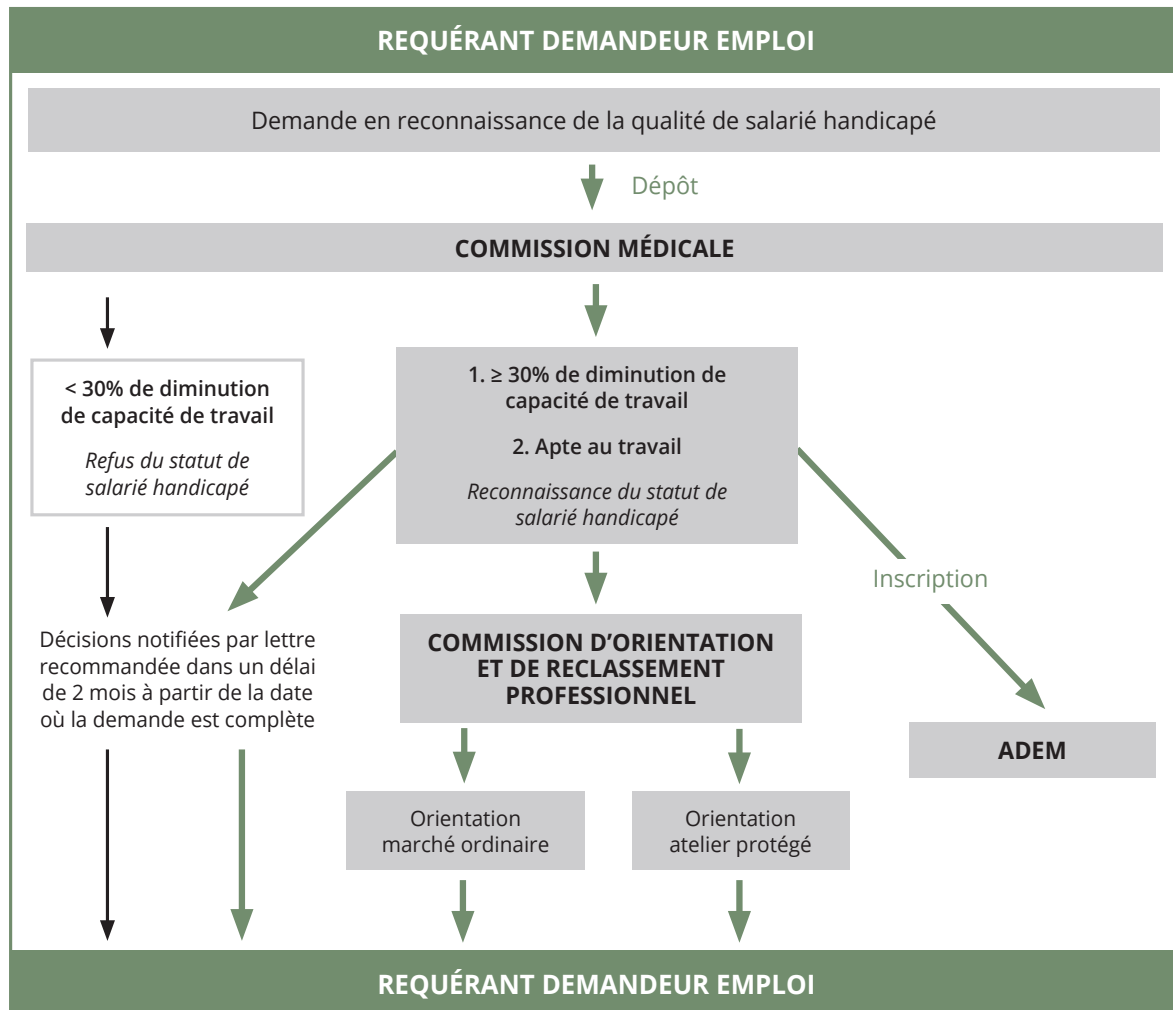 REQUÉRANT DEMANDEUR EMPLOI
Demande en reconnaissance de la qualité de salarié handicapé
Dépôt
COMMISSION MÉDICALE
< 30% de diminution
de capacité de travail
Refus du statut de
salarié handicapé
1. ≥ 30% de diminution de
capacité de travail
2. Apte au travail
Reconnaissance du statut de
salarié handicapé
Inscription
Décisions notifiées par lettre
recommandée dans un délai
de 2 mois à partir de la date
où la demande est complète
COMMISSION D’ORIENTATION
ET DE RECLASSEMENT
PROFESSIONNEL
ADEM
Orientation
marché ordinaire
Orientation
atelier protégé
REQUÉRANT DEMANDEUR EMPLOI